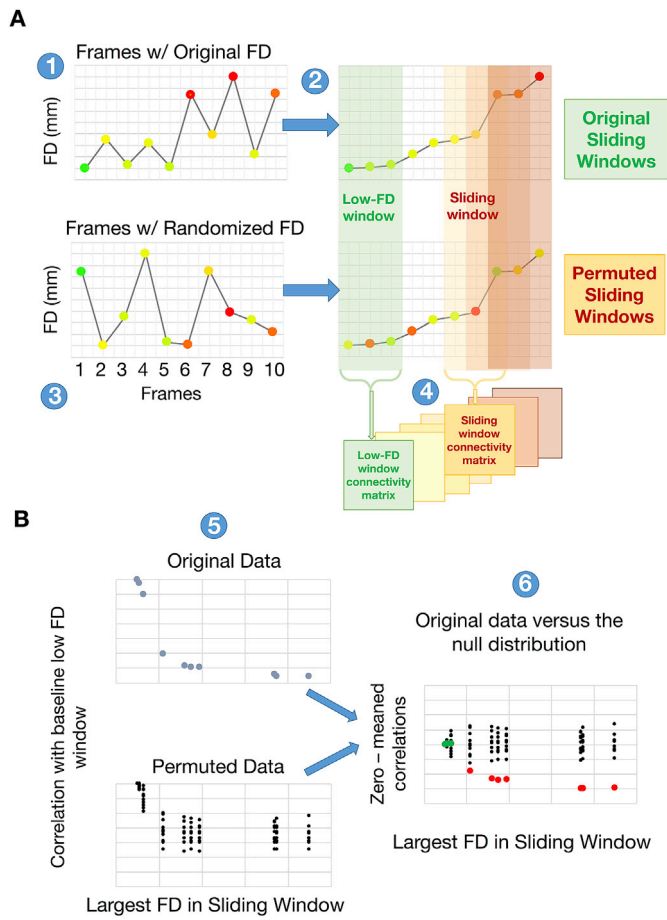 A
1
Frames w/ Original FD
FD (mm)
2
Original
Sliding
Windows
Low-FD
window
Sliding
window
Frames w/ Randomized FD
FD (mm)
1 2 3 4 5 6 7 8 9 10
Frames
3
Permuted
Sliding
Windows
4
Low-FD
window
connectivity
matrix
Sliding
window
connectivity
matrix
B
5
Original Data
Correlation with baseline low FD
window
Permuted Data
Largest FD in Sliding Window
6
Original data versus the
null distribution
Zero – meaned
correlations
Largest FD in Sliding Window